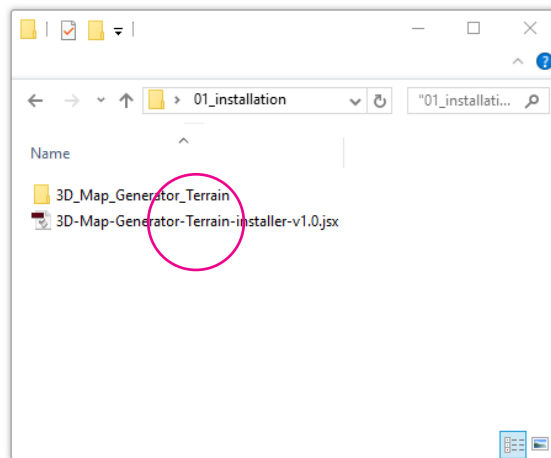 01_installation
"01_installati...
Name
3D_Map_Generator_Terrain
3D-Map-Generator-Terrain-installer-v1.0.jsx